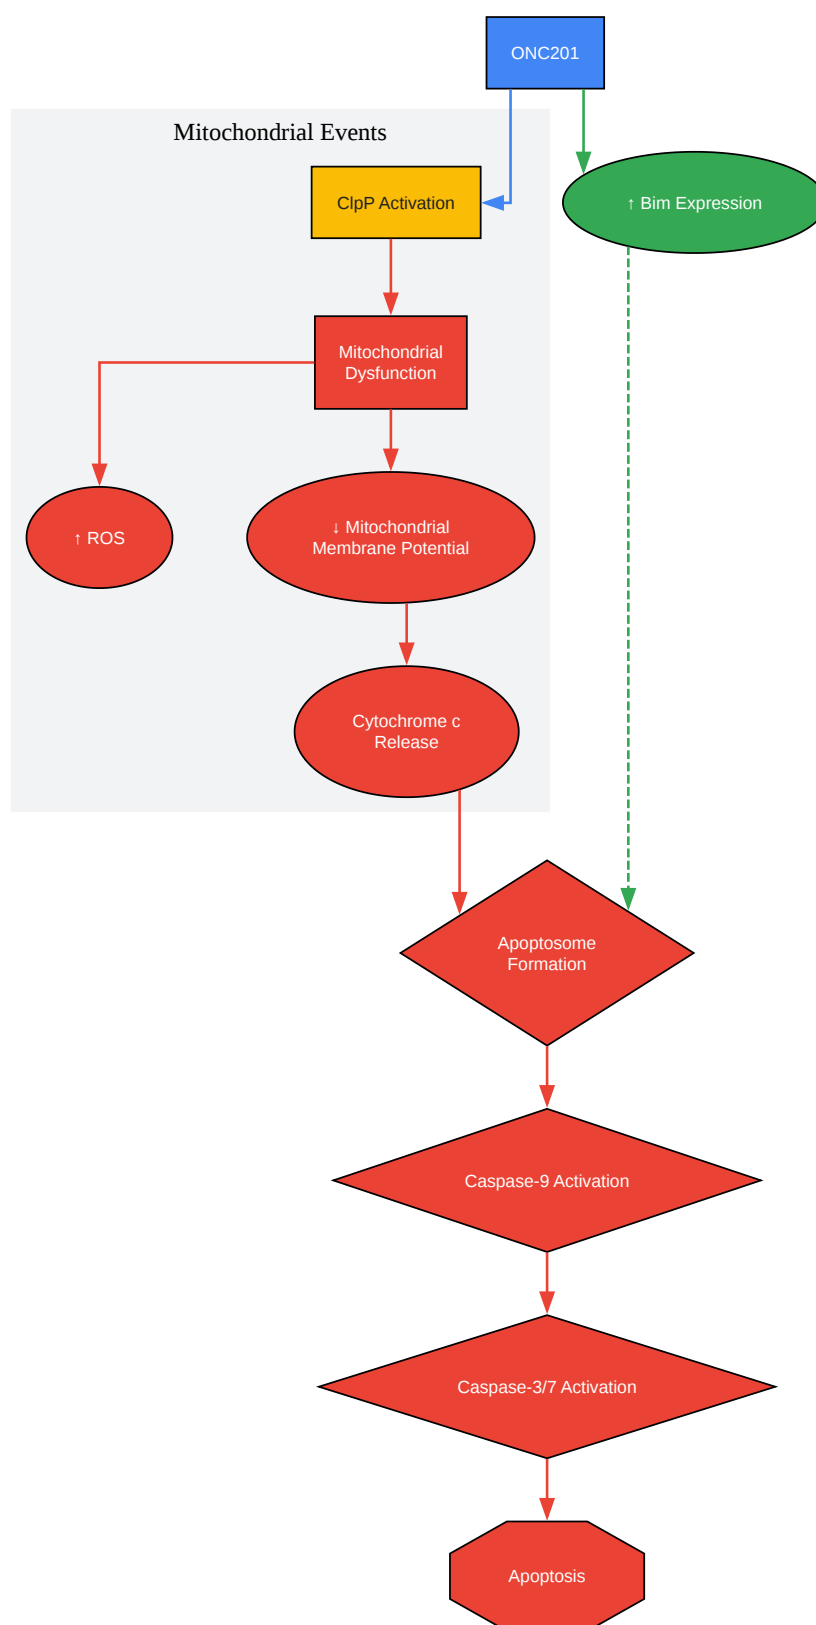 ONC201
Mitochondrial Events
ClpP Activation
↑ Bim Expression
Mitochondrial
Dysfunction
↑ ROS
↓ Mitochondrial
Membrane Potential
Cytochrome c
Release
Apoptosome
Formation
Caspase-9 Activation
Caspase-3/7 Activation
Apoptosis